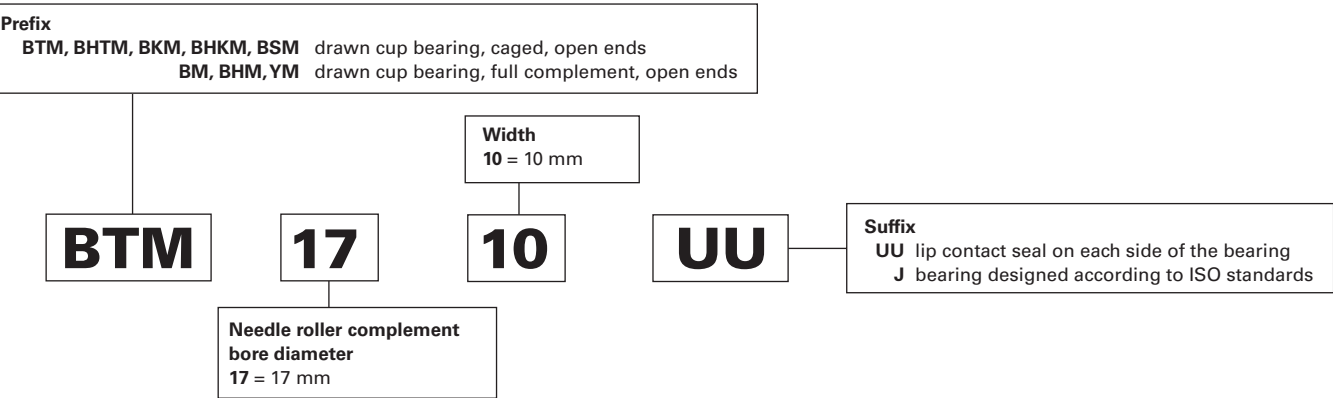 Prefix
BTM, BHTM, BKM, BHKM, BSM drawn cup bearing, caged, open ends
BM, BHM, YM drawn cup bearing, full complement, open ends
Width
10 = 10 mm
BTM 17 10 UU
Suffix
UU lip contact seal on each side of the bearing
J bearing designed according to ISO standards
Needle roller complement
bore diameter
17 = 17 mm